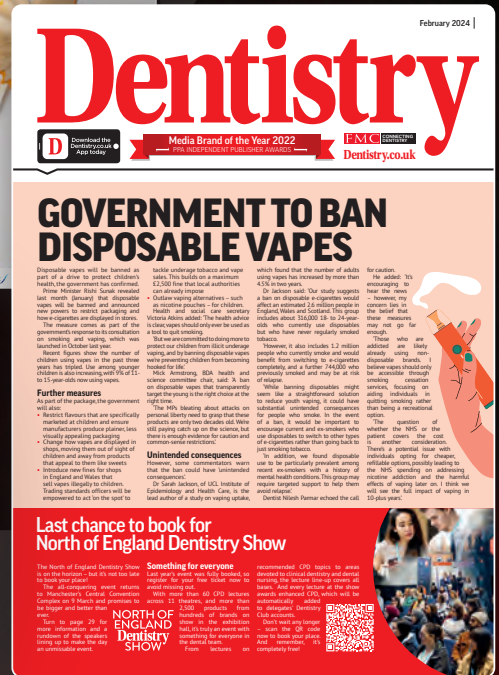 February 2024
Dentistry
Download the
Dentistry.co.uk
App today
D
Media Brand of the Year 2022
PPA INDEPENDENT PUBLISHER AWARDS
FMC CONNECTING
DENTISTRY
Dentistry.co.uk
GOVERNMENT TO BAN
DISPOSABLE VAPES
Disposable vapes will be banned as
part of a drive to protect children's
health, the government has confirmed.
Prime Minister Rishi Sunak revealed
last month (January) that disposable
vapes will be banned and announced
new powers to restrict packaging and
how e-cigarettes are displayed in stores.
The measure comes as part of the
government's response to its consultation
on smoking and vaping, which was
launched in October last year.
Recent figures show the number of
children using vapes in the past three
years has tripled. Use among younger
children is also increasing, with 9% of 11-
to 15-year-olds now using vapes.
Further measures
As part of the package, the government
will also:
• Restrict flavours that are specifically
marketed at children and ensure
manufacturers produce plainer, less
visually appealing packaging
• Change how vapes are displayed in
shops, moving them out of sight of
children and away from products
that appeal to them like sweets
• Introduce new fines for shops
in England and Wales that
sell vapes illegally to children.
Trading standards officers will be
empowered to act 'on the spot' to
tackle underage tobacco and vape
sales. This builds on a maximum
£2,500 fine that local authorities
can already impose
• Outlaw vaping alternatives – such
as nicotine pouches – for children.
Health and social care secretary
Victoria Atkins added: 'The health advice
is clear, vapes should only ever be used as
a tool to quit smoking.
'But we are committed to doing more to
protect our children from illicit underage
vaping, and by banning disposable vapes
we're preventing children from becoming
hooked for life'.
Mick Armstrong, BDA health and
science committee chair, said: 'A ban
on disposable vapes that transparently
target the young is the right choice at the
right time.
'The MPs bleating about attacks on
personal liberty need to grasp that these
products are only two decades old. We're
still paying catch up on the science, but
there is enough evidence for caution and
common-sense restrictions.'
Unintended consequences
However, some commentators warn
that the ban could have 'unintended
consequences'.
Dr Sarah Jackson, of UCL Institute of
Epidemiology and Health Care, is the
lead author of a study on vaping updates,
which found that the number of adults
using vapes has increased by more than
4.5% in two years.
Dr Jackson said: 'Our study suggests
a ban on disposable e-cigarettes would
affect an estimated 2.6 million people in
England, Wales and Scotland. This group
includes about 316,000 18- to 24-year-
olds who currently use disposables
but who have never regularly smoked
tobacco.
'However, it also includes 1.2 million
people who currently smoke and would
benefit from switching to e-cigarettes
completely, and a further 744,000 who
previously smoked and may be at risk
of relapse.
'While banning disposables might
seem like a straightforward solution
to reduce youth vaping, it could have
substantial unintended consequences
for people who smoke. In the event
of a ban, it would be important to
encourage current and ex-smokers who
use disposables to switch to other types
of e-cigarettes rather than going back to
just smoking tobacco.
'In addition, we found disposable
use to be particularly prevalent among
recent ex-smokers with a history of
mental health conditions. This group may
require targeted support to help them
avoid relapse.'
Dentist Nilesh Parmar echoed the call
for caution.
He added: 'It's
encouraging to
hear the news
– however, my
concern lies in
the belief that
these measures
may not go far
enough.
'Those who are
addicted are likely
already using non-
disposable brands. I
believe vapes should only
be accessible through
smoking cessation
services, focusing on
aiding individuals in
quitting smoking rather
than being a recreational
option.
'The question of
whether the NHS or the
patient covers the cost
is another consideration.
There's a potential issue with
individuals opting for cheaper,
refillable options, possibly leading to
the NHS spending on addressing
nicotine addiction and the harmful
effects of vaping later on. I think we
will see the full impact of vaping in
10-plus years.'
Last chance to book for
North of England Dentistry Show
The North of England Dentistry Show
is on the horizon – but it's not too late
to book your place!
The all-conquering event returns
to Manchester's Central Convention
Complex on 9 March and promises to
be bigger and better than
ever.
Turn to page 29 for
more information and a
rundown of the speakers
lining up to make the day
an unmissable event.
NORTH OF
ENGLAND
Dentistry
SHOW
Something for everyone
Last year's event was fully booked, so
register for your free ticket now to
avoid missing out.
With more than 60 CPD lectures
across 11 theatres, and more than
2,500 products from
hundreds of brands on
show in the exhibition
hall, it's truly an event with
something for everyone in
the dental team.
From lectures on
recommended CPD topics to areas
devoted to clinical dentistry and dental
nursing, the lecture line-up covers all
bases. And every lecture at the show
awards enhanced CPD, which will be
automatically added
to delegates' Dentistry
Club accounts.
Don't wait any longer
– scan the QR code
now to book your place.
And remember, it's
completely free!